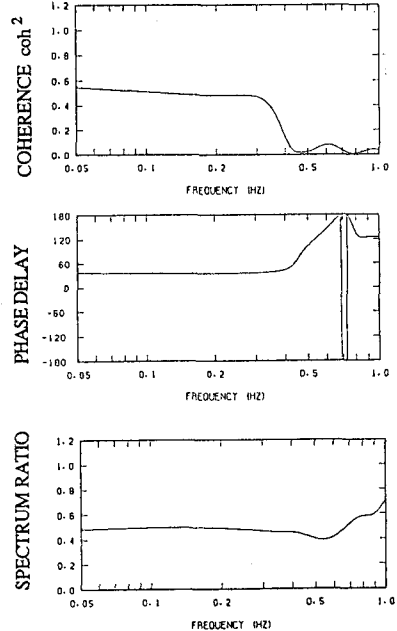 COHERENCE coh²
1.2
1.0
0.8
0.6
0.4
0.2
0.0
0.05 0.1 0.2 0.5 1.0
FREQUENCY (HZ)
PHASE DELAY
180
120
60
0
-60
-120
-180
0.05 0.1 0.2 0.5 1.0
FREQUENCY (HZ)
SPECTRUM RATIO
1.2
1.0
0.8
0.6
0.4
0.2
0.0
0.05 0.1 0.2 0.5 1.0
FREQUENCY (HZ)